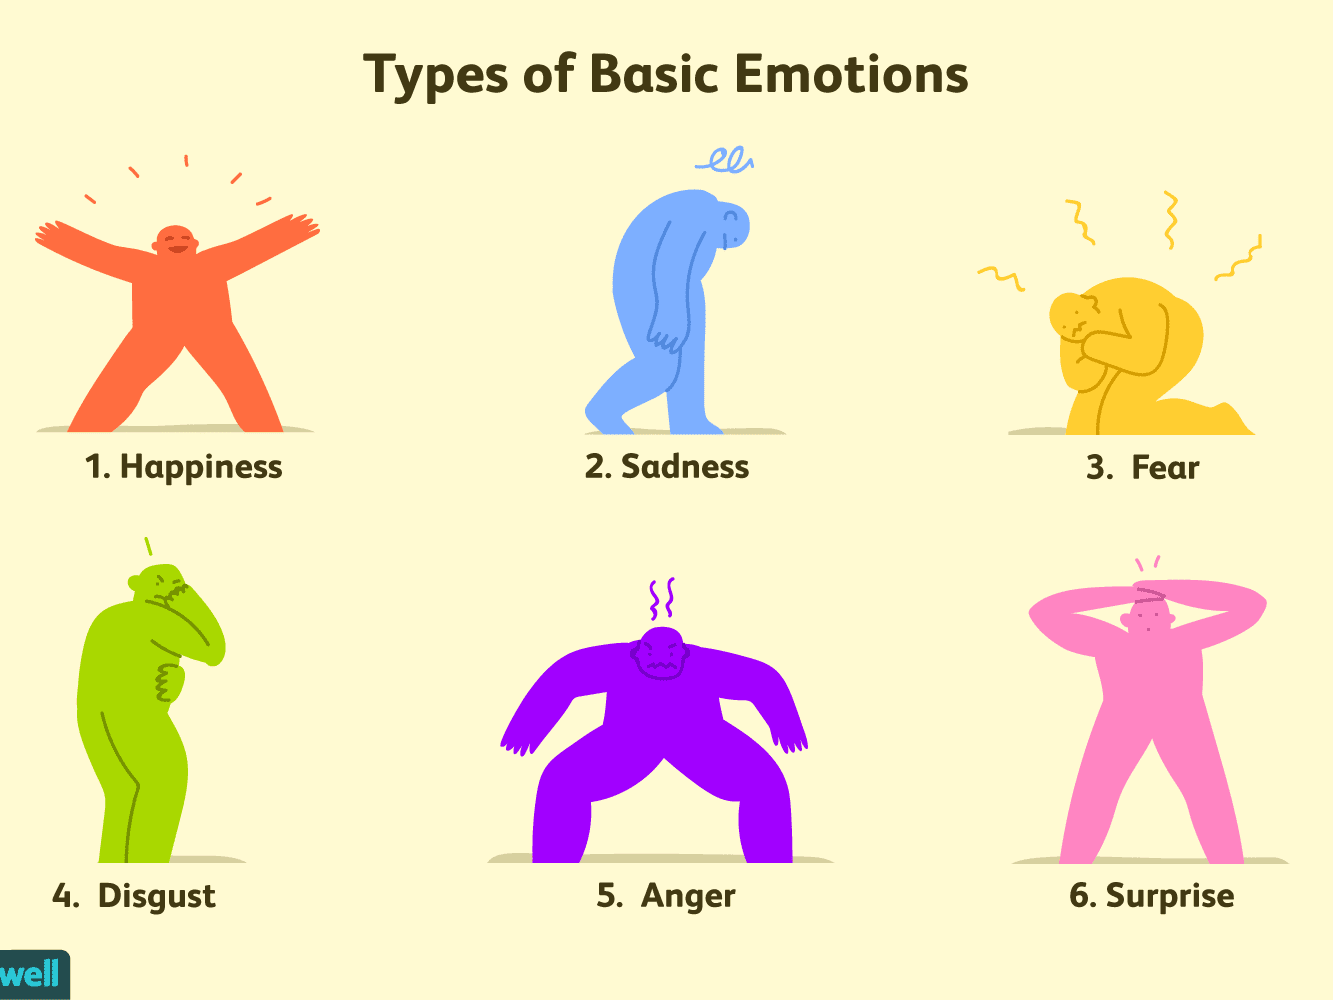 Types of Basic Emotions
1. Happiness
2. Sadness
3. Fear
4. Disgust
5. Anger
6. Surprise
well